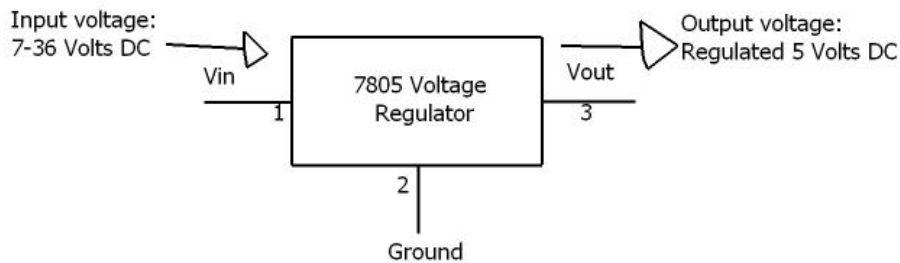 Input voltage:
7-36 Volts DC
Output voltage:
Regulated 5 Volts DC
Vin
Vout
7805 Voltage
Regulator
1
3
2
Ground